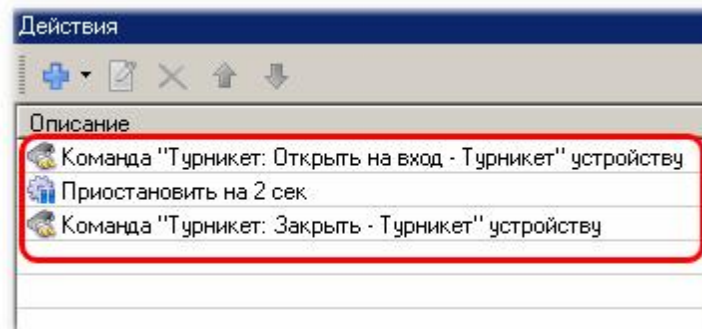 Действия
Описание
Команда "Турникет: Открыть на вход - Турникет" устройству
Приостановить на 2 сек
Команда "Турникет: Закрыть - Турникет" устройству